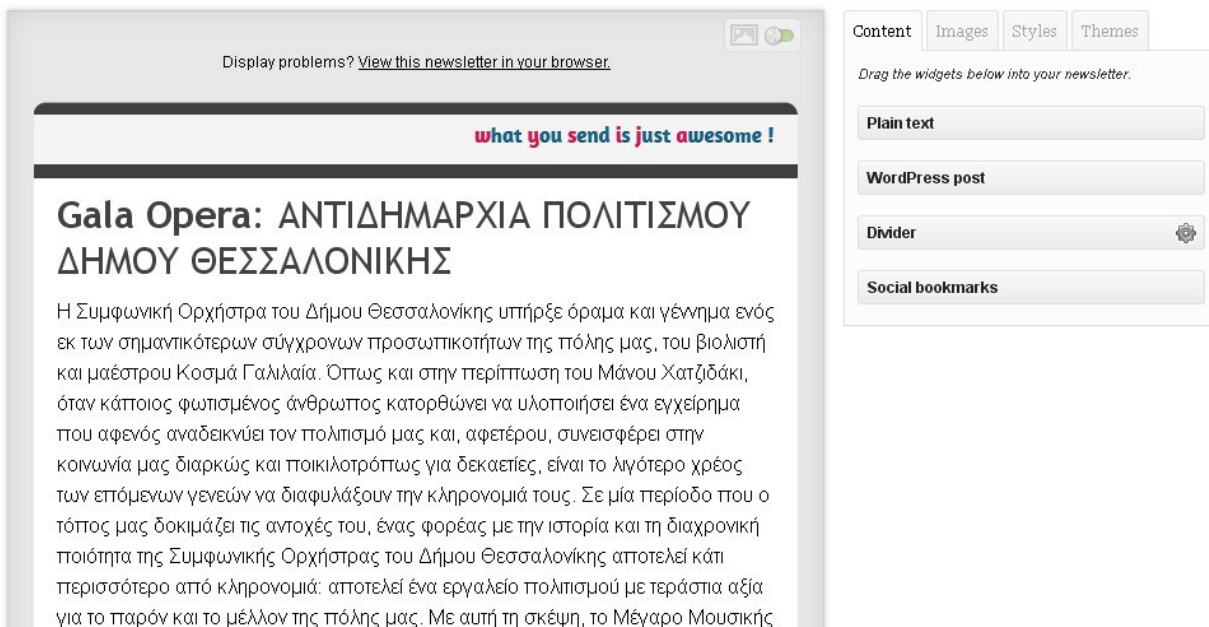 Display problems? View this newsletter in your browser.
what you send is just awesome !
Gala Opera: ΑΝΤΙΔΗΜΑΡΧΙΑ ΠΟΛΙΤΙΣΜΟΥ
ΔΗΜΟΥ ΘΕΣΣΑΛΟΝΙΚΗΣ
Η Συμφωνική Ορχήστρα του Δήμου Θεσσαλονίκης υπήρξε όραμα και γέννημα ενός
εκ των σημαντικότερων σύγχρονων προσωπικοτήτων της πόλης μας, του βιολιστή
και μαέστρου Κοσμά Γαλιλαία. Όπως και στην περίπτωση του Μάνου Χατζιδάκι,
όταν κάποιος φωτισμένος άνθρωπος κατορθώνει να υλοποιήσει ένα εγχείρημα
που αφενός αναδεικνύει τον πολιτισμό μας και, αφετέρου, συνεισφέρει στην
κοινωνία μας διαρκώς και ποικιλοτρόπως για δεκαετίες, είναι το λιγότερο χρέος
των επόμενων γενεών να διαφυλάξουν την κληρονομιά τους. Σε μία περίοδο που ο
τόπος μας δοκιμάζει τις αντοχές του, ένας φορέας με την ιστορία και τη διαχρονική
ποιότητα της Συμφωνικής Ορχήστρας του Δήμου Θεσσαλονίκης αποτελεί κάτι
περισσότερο από κληρονομιά: αποτελεί ένα εργαλείο πολιτισμού με τεράστια αξία
για το παρόν και το μέλλον της πόλης μας. Με αυτή τη σκέψη, το Μέγαρο Μουσικής
Content Images Styles Themes
Drag the widgets below into your newsletter.
Plain text
WordPress post
Divider
Social bookmarks